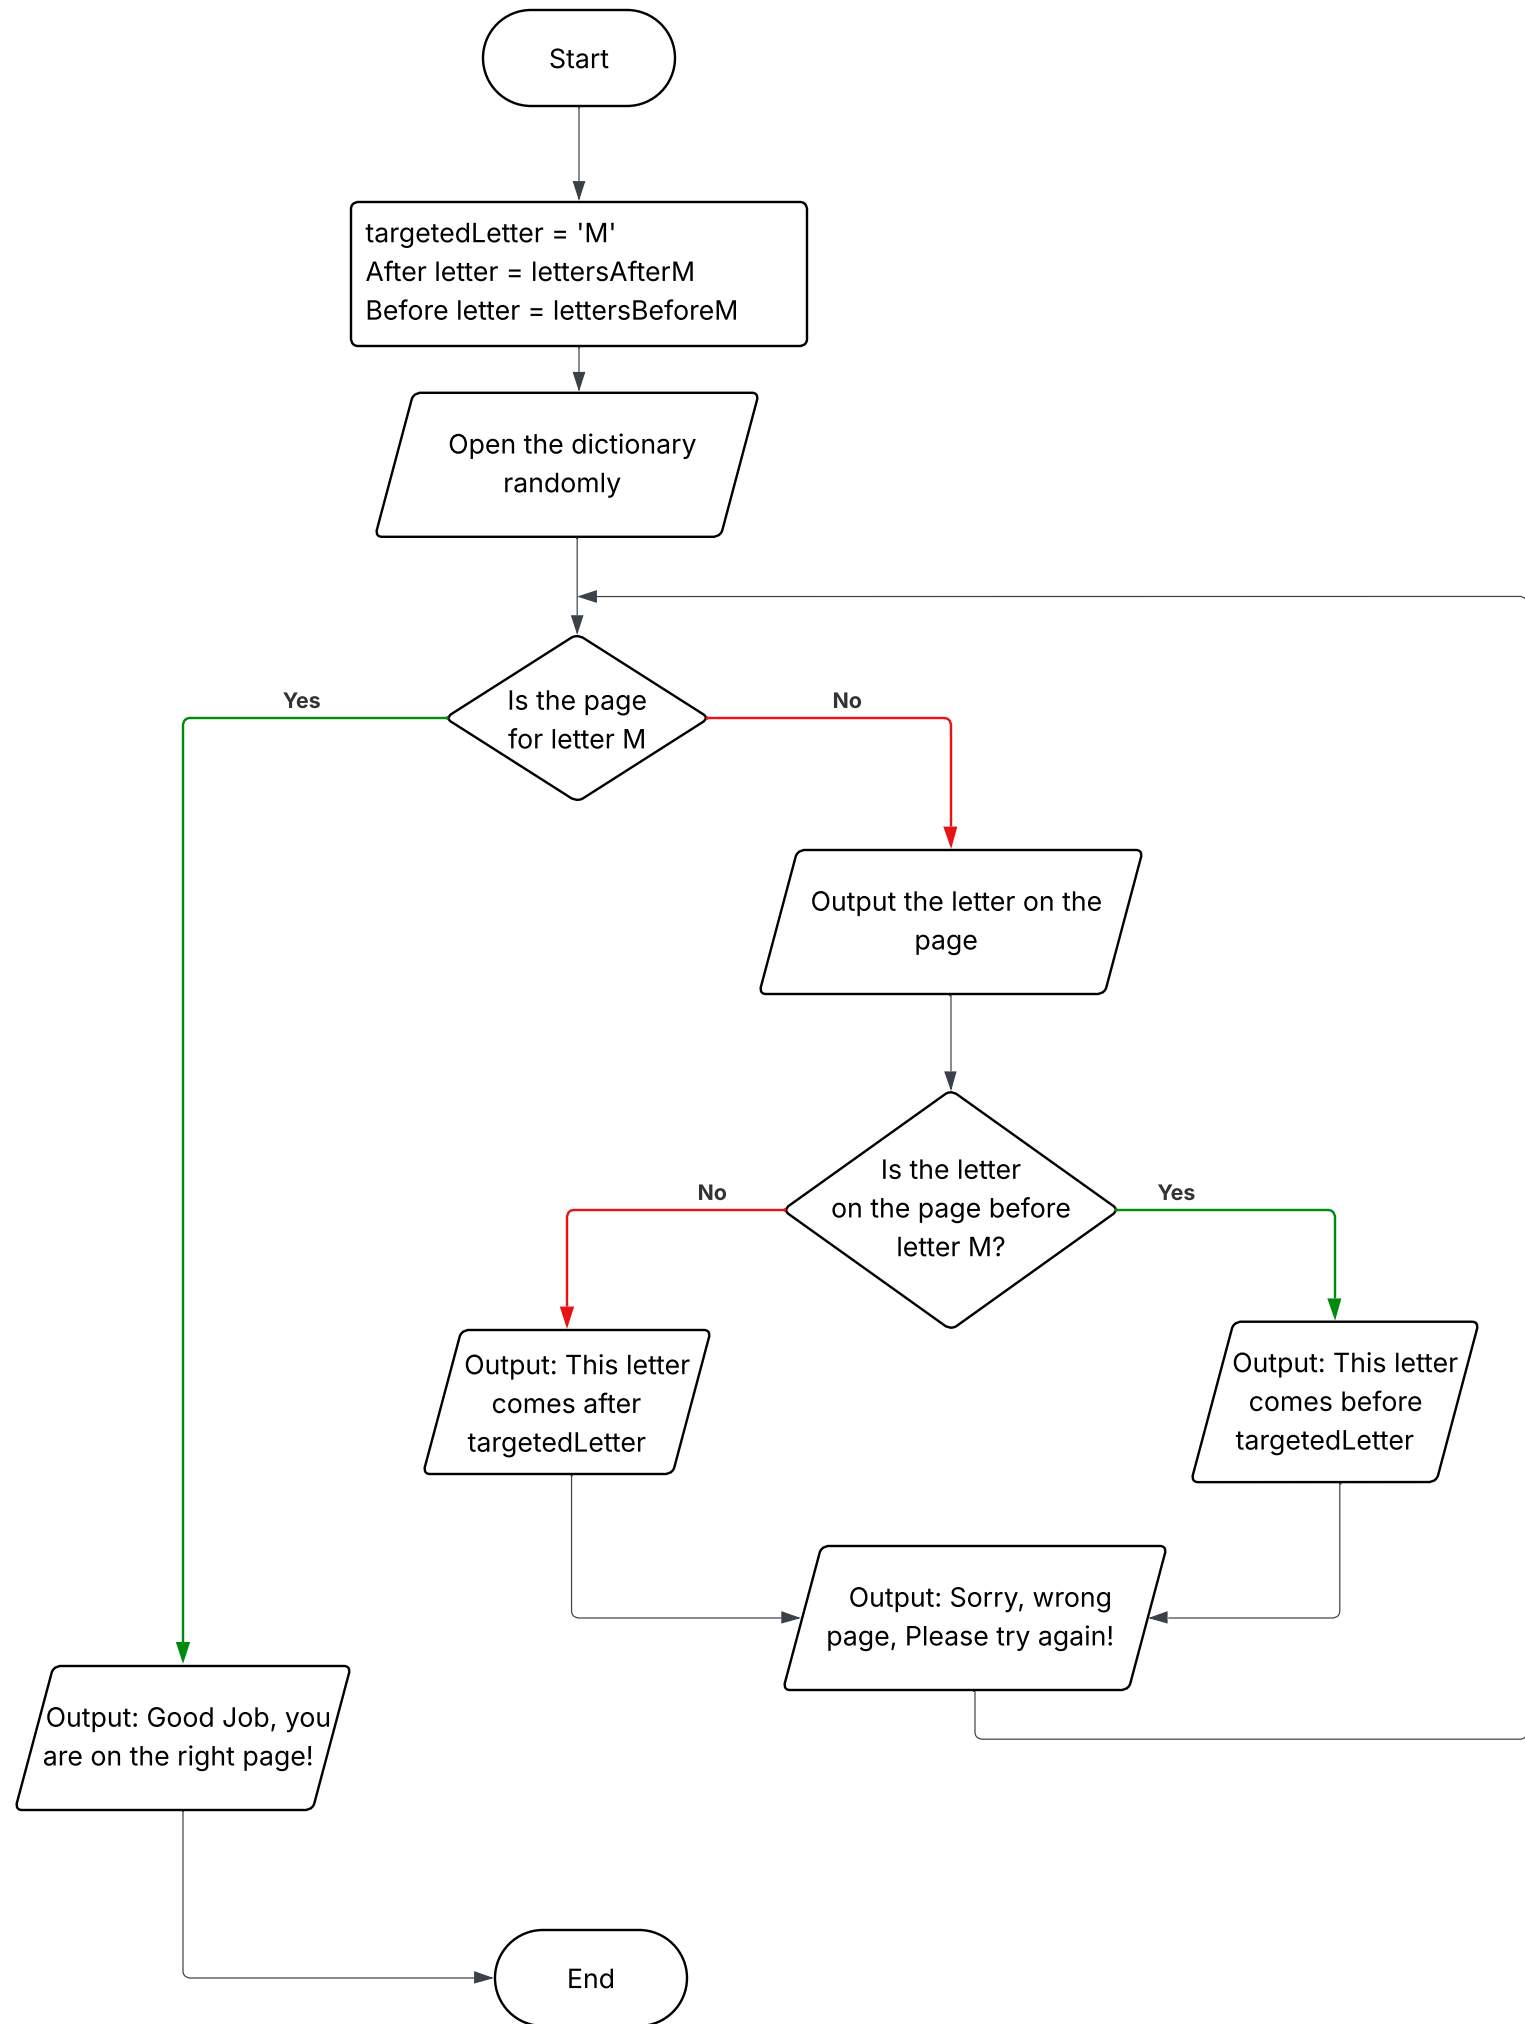 Start
targetedLetter = 'M'
After letter = lettersAfterM
Before letter = lettersBeforeM
Open the dictionary
randomly
Yes
Is the page
for letter M
No
Output the letter on the
page
No
Is the letter
on the page before
letter M?
Yes
Output: This letter
comes after
targetedLetter
Output: This letter
comes before
targetedLetter
Output: Sorry, wrong
page, Please try again!
Output: Good Job, you
are on the right page!
End